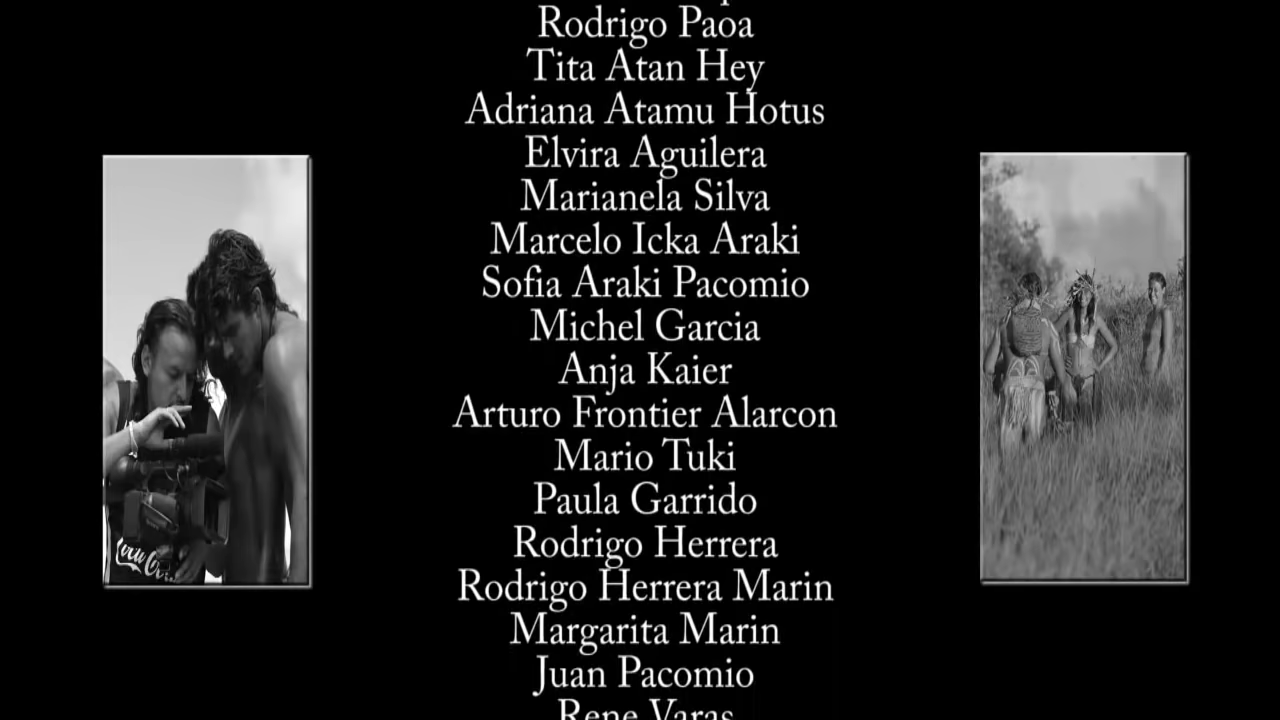 Rodrigo Paoa
Tita Atan Hey
Adriana Atamu Hotus
Elvira Aguilera
Marianela Silva
Marcelo Icka Araki
Sofia Araki Pacomio
Michel Garcia
Anja Kaier
Arturo Frontier Alarcon
Mario Tuki
Paula Garrido
Rodrigo Herrera
Rodrigo Herrera Marin
Margarita Marin
Juan Pacomio
Rene Varas